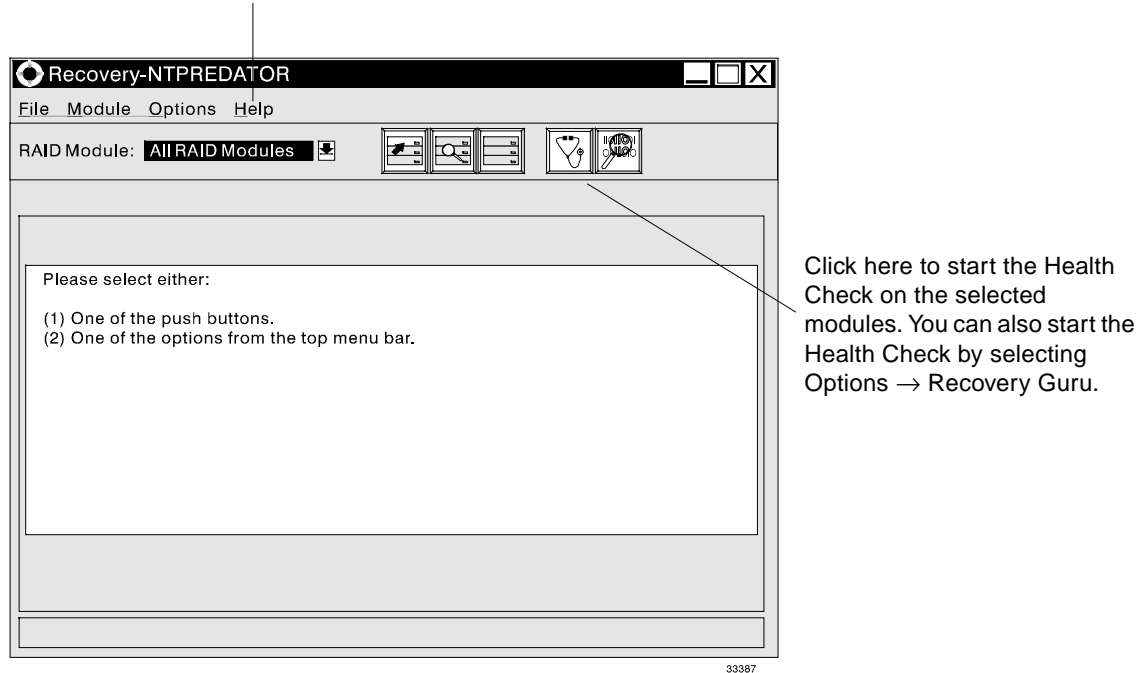 Recovery-NTPREDATOR
File Module Options Help
RAID Module: All RAID Modules
Please select either:
(1) One of the push buttons.
(2) One of the options from the top menu bar.
Click here to start the Health
Check on the selected
modules. You can also start the
Health Check by selecting
Options → Recovery Guru.
33387